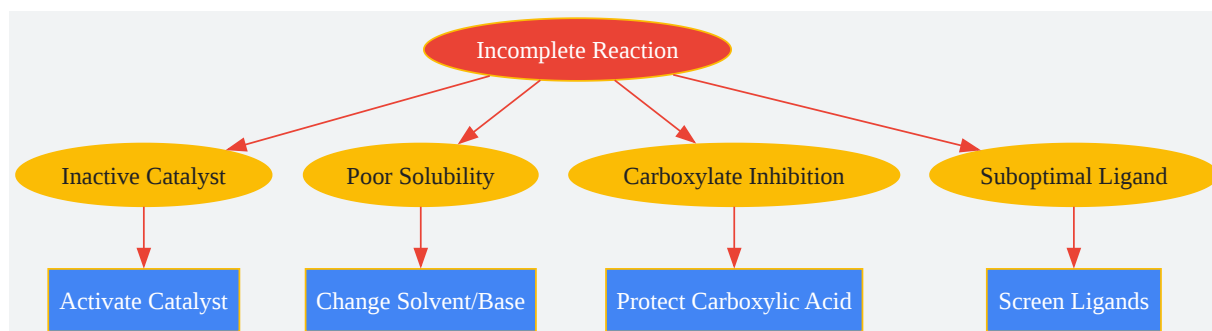 Incomplete Reaction
Inactive Catalyst
Poor Solubility
Carboxylate Inhibition
Suboptimal Ligand
Activate Catalyst
Change Solvent/Base
Protect Carboxylic Acid
Screen Ligands